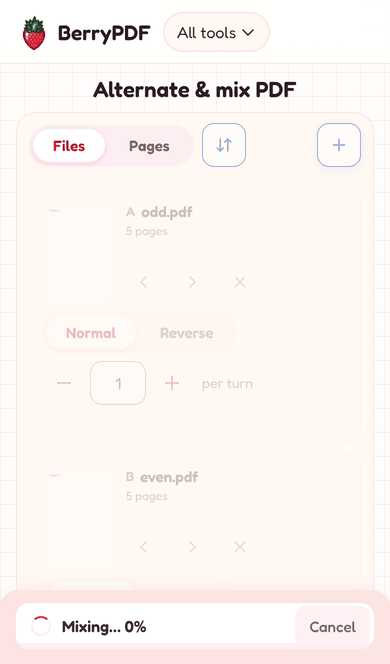 BerryPDF
All tools
Alternate & mix PDF
Files
Pages
A odd.pdf
5 pages
Normal
Reverse
1
per turn
B even.pdf
5 pages
Mixing... 0%
Cancel